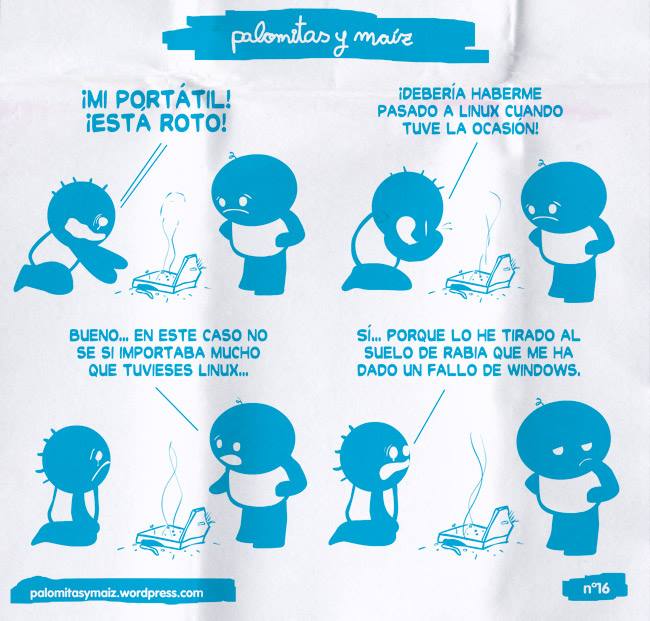 palomitas y maíz
¡MI PORTÁTIL!
¡ESTA ROTO!
¡DEBERÍA HABERME
PASADO A LINUX CUANDO
TUVE LA OCASIÓN!
BUENO... EN ESTE CASO NO
SE SI IMPORTABA MUCHO
QUE TUVIESES LINUX...
SÍ... PORQUE LO HE TIRADO AL
SUELO DE RABIA QUE ME HA
DADO UN FALLO DE WINDOWS.
palomitasymaiz.wordpress.com
nº16